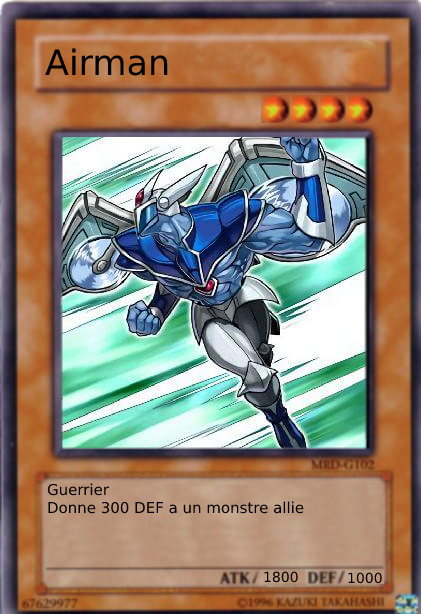 Airman
MRD-G102
Guerrier
Donne 300 DEF a un monstre allie
ATK/ 1800 DEF/ 1000
67629977 ©1996 KAZUKI TAKAHASHI